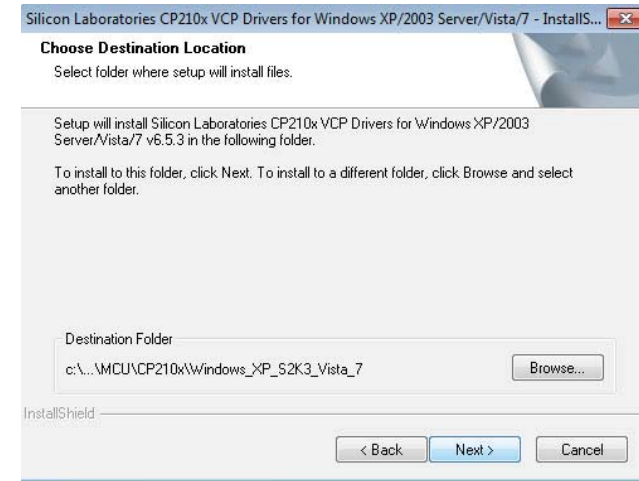 Silicon Laboratories CP210x VCP Drivers for Windows XP/2003 Server/Vista/7 - InstallS...
Choose Destination Location
Select folder where setup will install files.
Setup will install Silicon Laboratories CP210x VCP Drivers for Windows XP/2003
Server/Vista/7 v6.5.3 in the following folder.
To install to this folder, click Next. To install to a different folder, click Browse and select
another folder.
Destination Folder
c:\...\MCU\CP210x\Windows_XP_S2K3_Vista_7
Browse...
InstallShield
< Back
Next >
Cancel